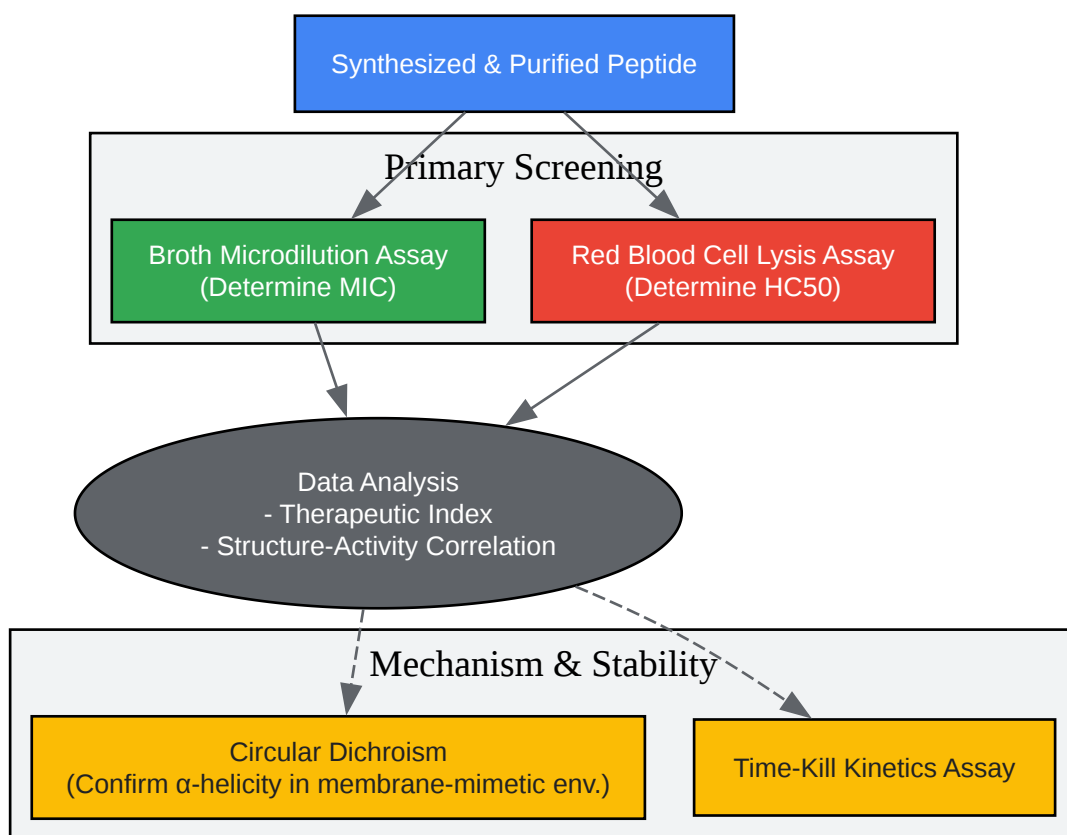 Synthesized & Purified Peptide
Primary Screening
Broth Microdilution Assay
(Determine MIC)
Red Blood Cell Lysis Assay
(Determine HC50)
Data Analysis
- Therapeutic Index
- Structure-Activity Correlation
Mechanism & Stability
Circular Dichroism
(Confirm α-helicity in membrane-mimetic env.)
Time-Kill Kinetics Assay